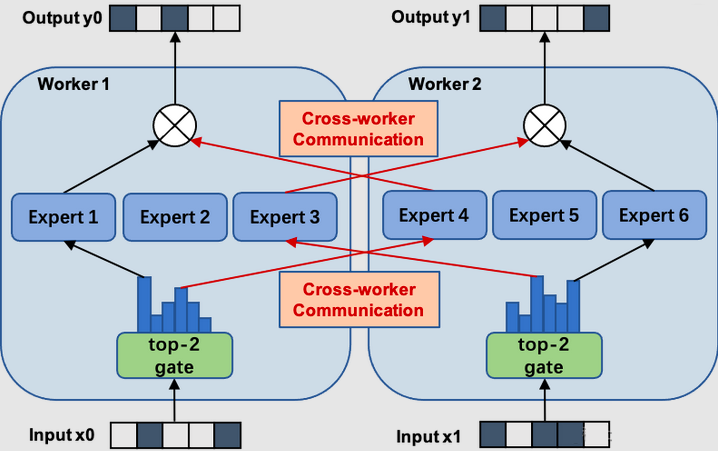 Output y0
Output y1
Worker 1
Worker 2
Cross-worker
Communication
Expert 1
Expert 2
Expert 3
Expert 4
Expert 5
Expert 6
Cross-worker
Communication
top-2
gate
top-2
gate
Input x0
Input x1